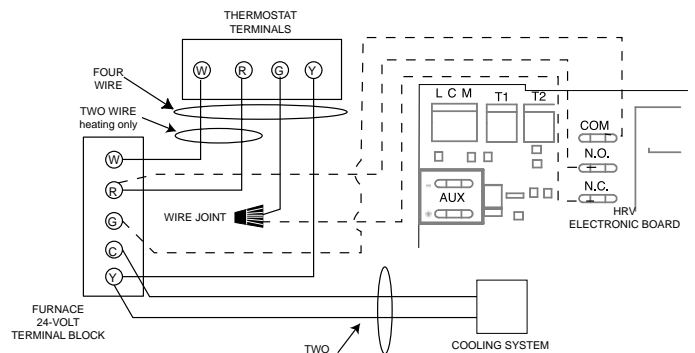 THERMOSTAT
TERMINALS
W R G Y
FOUR
WIRE
TWO WIRE
heating only
L C M T1 T2
COM
N.O.
N.C.
HRV
ELECTRONIC BOARD
- AUX +
W
R
G
C
Y
WIRE JOINT
FURNACE
24-VOLT
TERMINAL BLOCK
TWO
COOLING SYSTEM